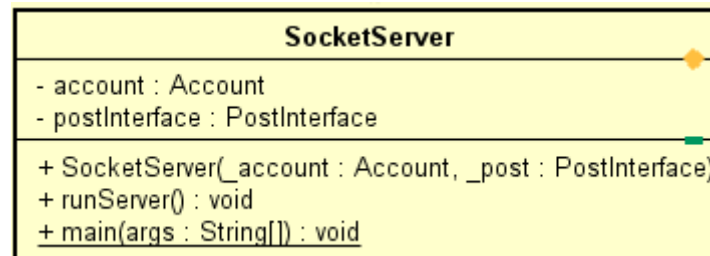 SocketServer
- account : Account
- postInterface : PostInterface
+ SocketServer(_account : Account, _post : PostInterface)
+ runServer() : void
+ main(args : String[]) : void